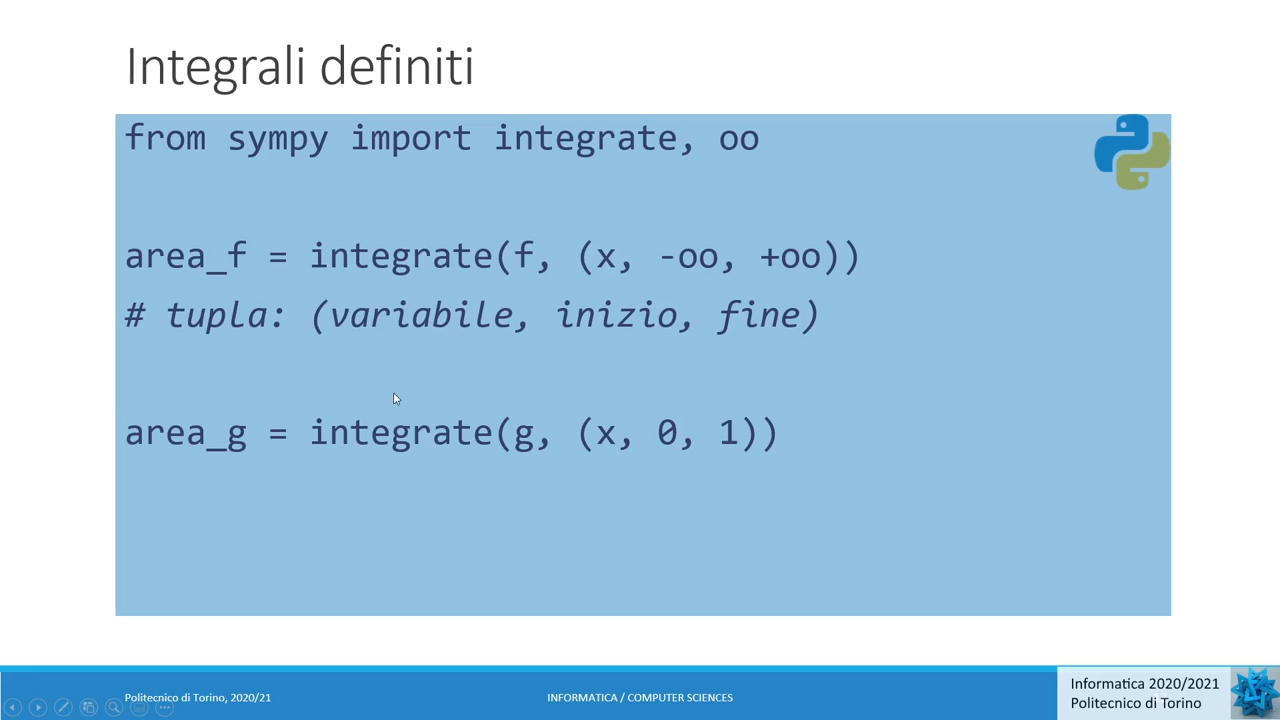 Integrali definiti
from sympy import integrate, oo
area_f = integrate(f, (x, -oo, +oo))
# tupla: (variabile, inizio, fine)
area_g = integrate(g, (x, 0, 1))
Politecnico di Torino, 2020/21
INFORMATICA / COMPUTER SCIENCES
Informatica 2020/2021
Politecnico di Torino